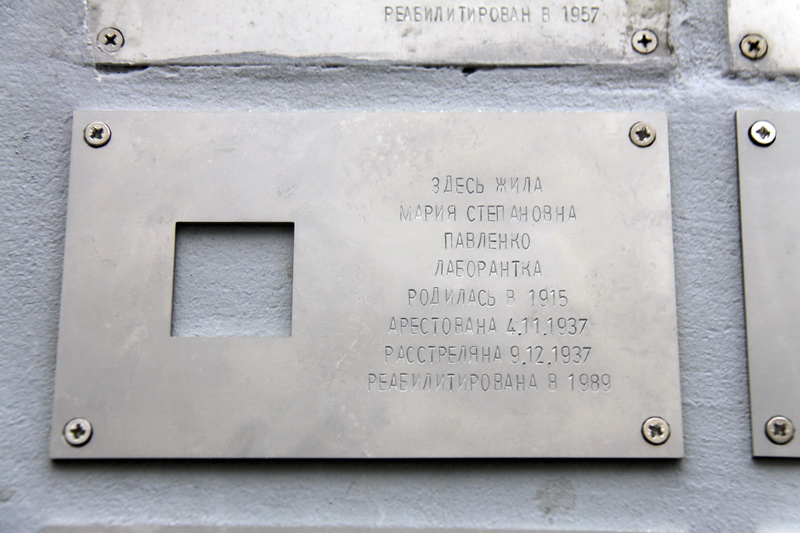 РЕАБИЛИТИРОВАН В 1957
ЗДЕСЬ ЖИЛА
МАРИЯ СТЕПАНОВНА
ПАВЛЕНКО
ЛАБОРАНТКА
РОДИЛАСЬ В 1915
АРЕСТОВАНА 4.11.1937
РАССТРЕЛЯНА 9.12.1937
РЕАБИЛИТИРОВАНА В 1989